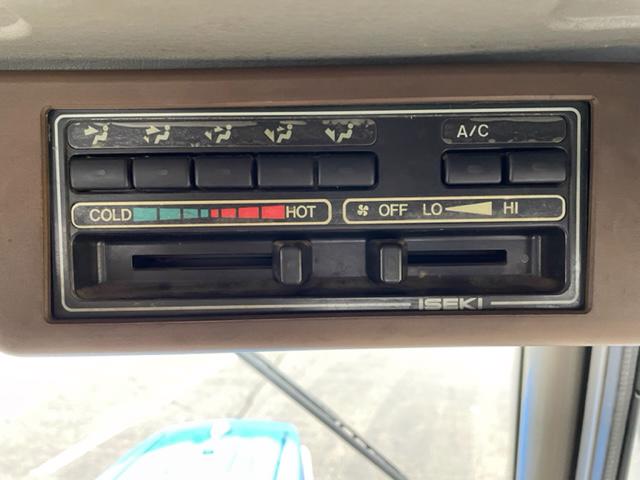 A/C
COLD HOT OFF LO HI
ISEKI